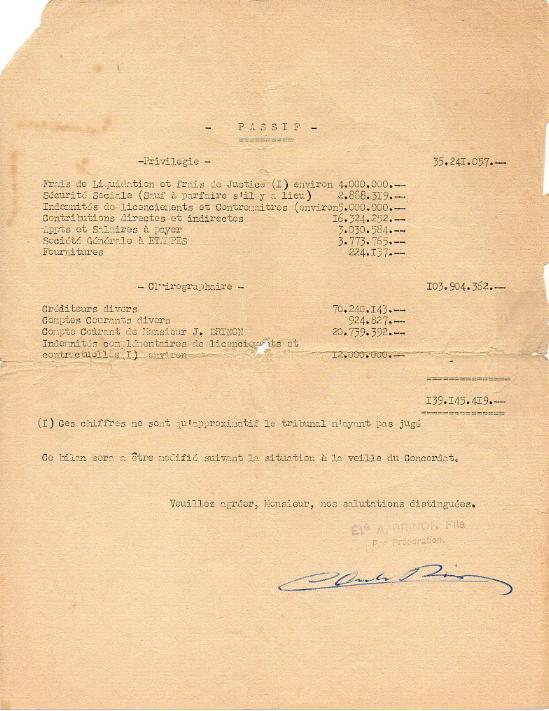 - P A S S I F -
-Privilegie - 35.241.057.--
Frais de Liquidation et frais de Justice (I) environ 4.000.000.--
Sécurité Sociale (Sauf à parfaire s'il y a lieu) 2.868.319.--
Indemnités de licenciements et Contremaitres (environ5.000.000.--
Contributions directes et indirectes 16.324.252.--
Appts et Salaires à payer 3.030.584.--
Société Générale à ETAMPES 3.773.765.--
Fournitures 224.137.--
- Chirographaire - 103.904.362.--
Créditeurs divers 70.240.143.--
Comptes Courants divers 924.827.--
Compte Courant de Monsieur J. BRINON 20.739.392.--
Indemnités complémentaires de licenciements et
contractuelles I) environ 12.000.000.--
139.145.419.--
(I) Ces chiffres ne sont qu'approximatif le tribunal n'ayant pas jugé
Ce bilan sera a être modifié suivant la situation à la veille du Concordat.
Veuillez agréer, Monsieur, nos salutations distinguées.
Ets A. BRINON Fils
Par Procuration.